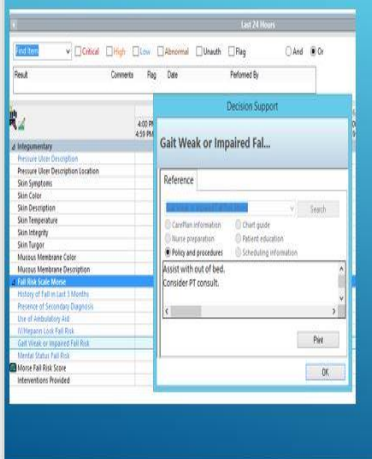 Last 24 Hours
Find Item Critical High Low Abnormal Unauth Flag And Or
Result Comments Flag Date Performed By
Decision Support
4:00 PM
4:59 PM
Gait Weak or Impaired Fal...
Integumentary
Pressure Ulcer Description
Pressure Ulcer Description Location
Skin Symptoms
Skin Color
Skin Description
Skin Temperature
Skin Integrity
Skin Turgor
Mucous Membrane Color
Mucous Membrane Description
Fall Risk Scale Morse
History of Fall in Last 3 Months
Presence of Secondary Diagnosis
Use of Ambulatory Aid
IV/Heparin Lock Fall Risk
Gait Weak or Impaired Fall Risk
Mental Status Fall Risk
Morse Fall Risk Score
Interventions Provided
Reference
Search
CarePlan information Chart guide
Nurse preparation Patient education
Policy and procedures Scheduling information
Assist with out of bed.
Consider PT consult.
Print
OK